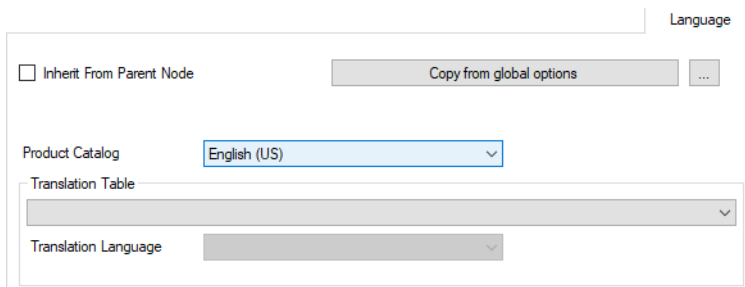 Language
Inherit From Parent Node
Copy from global options
...
Product Catalog
English (US)
Translation Table
Translation Language